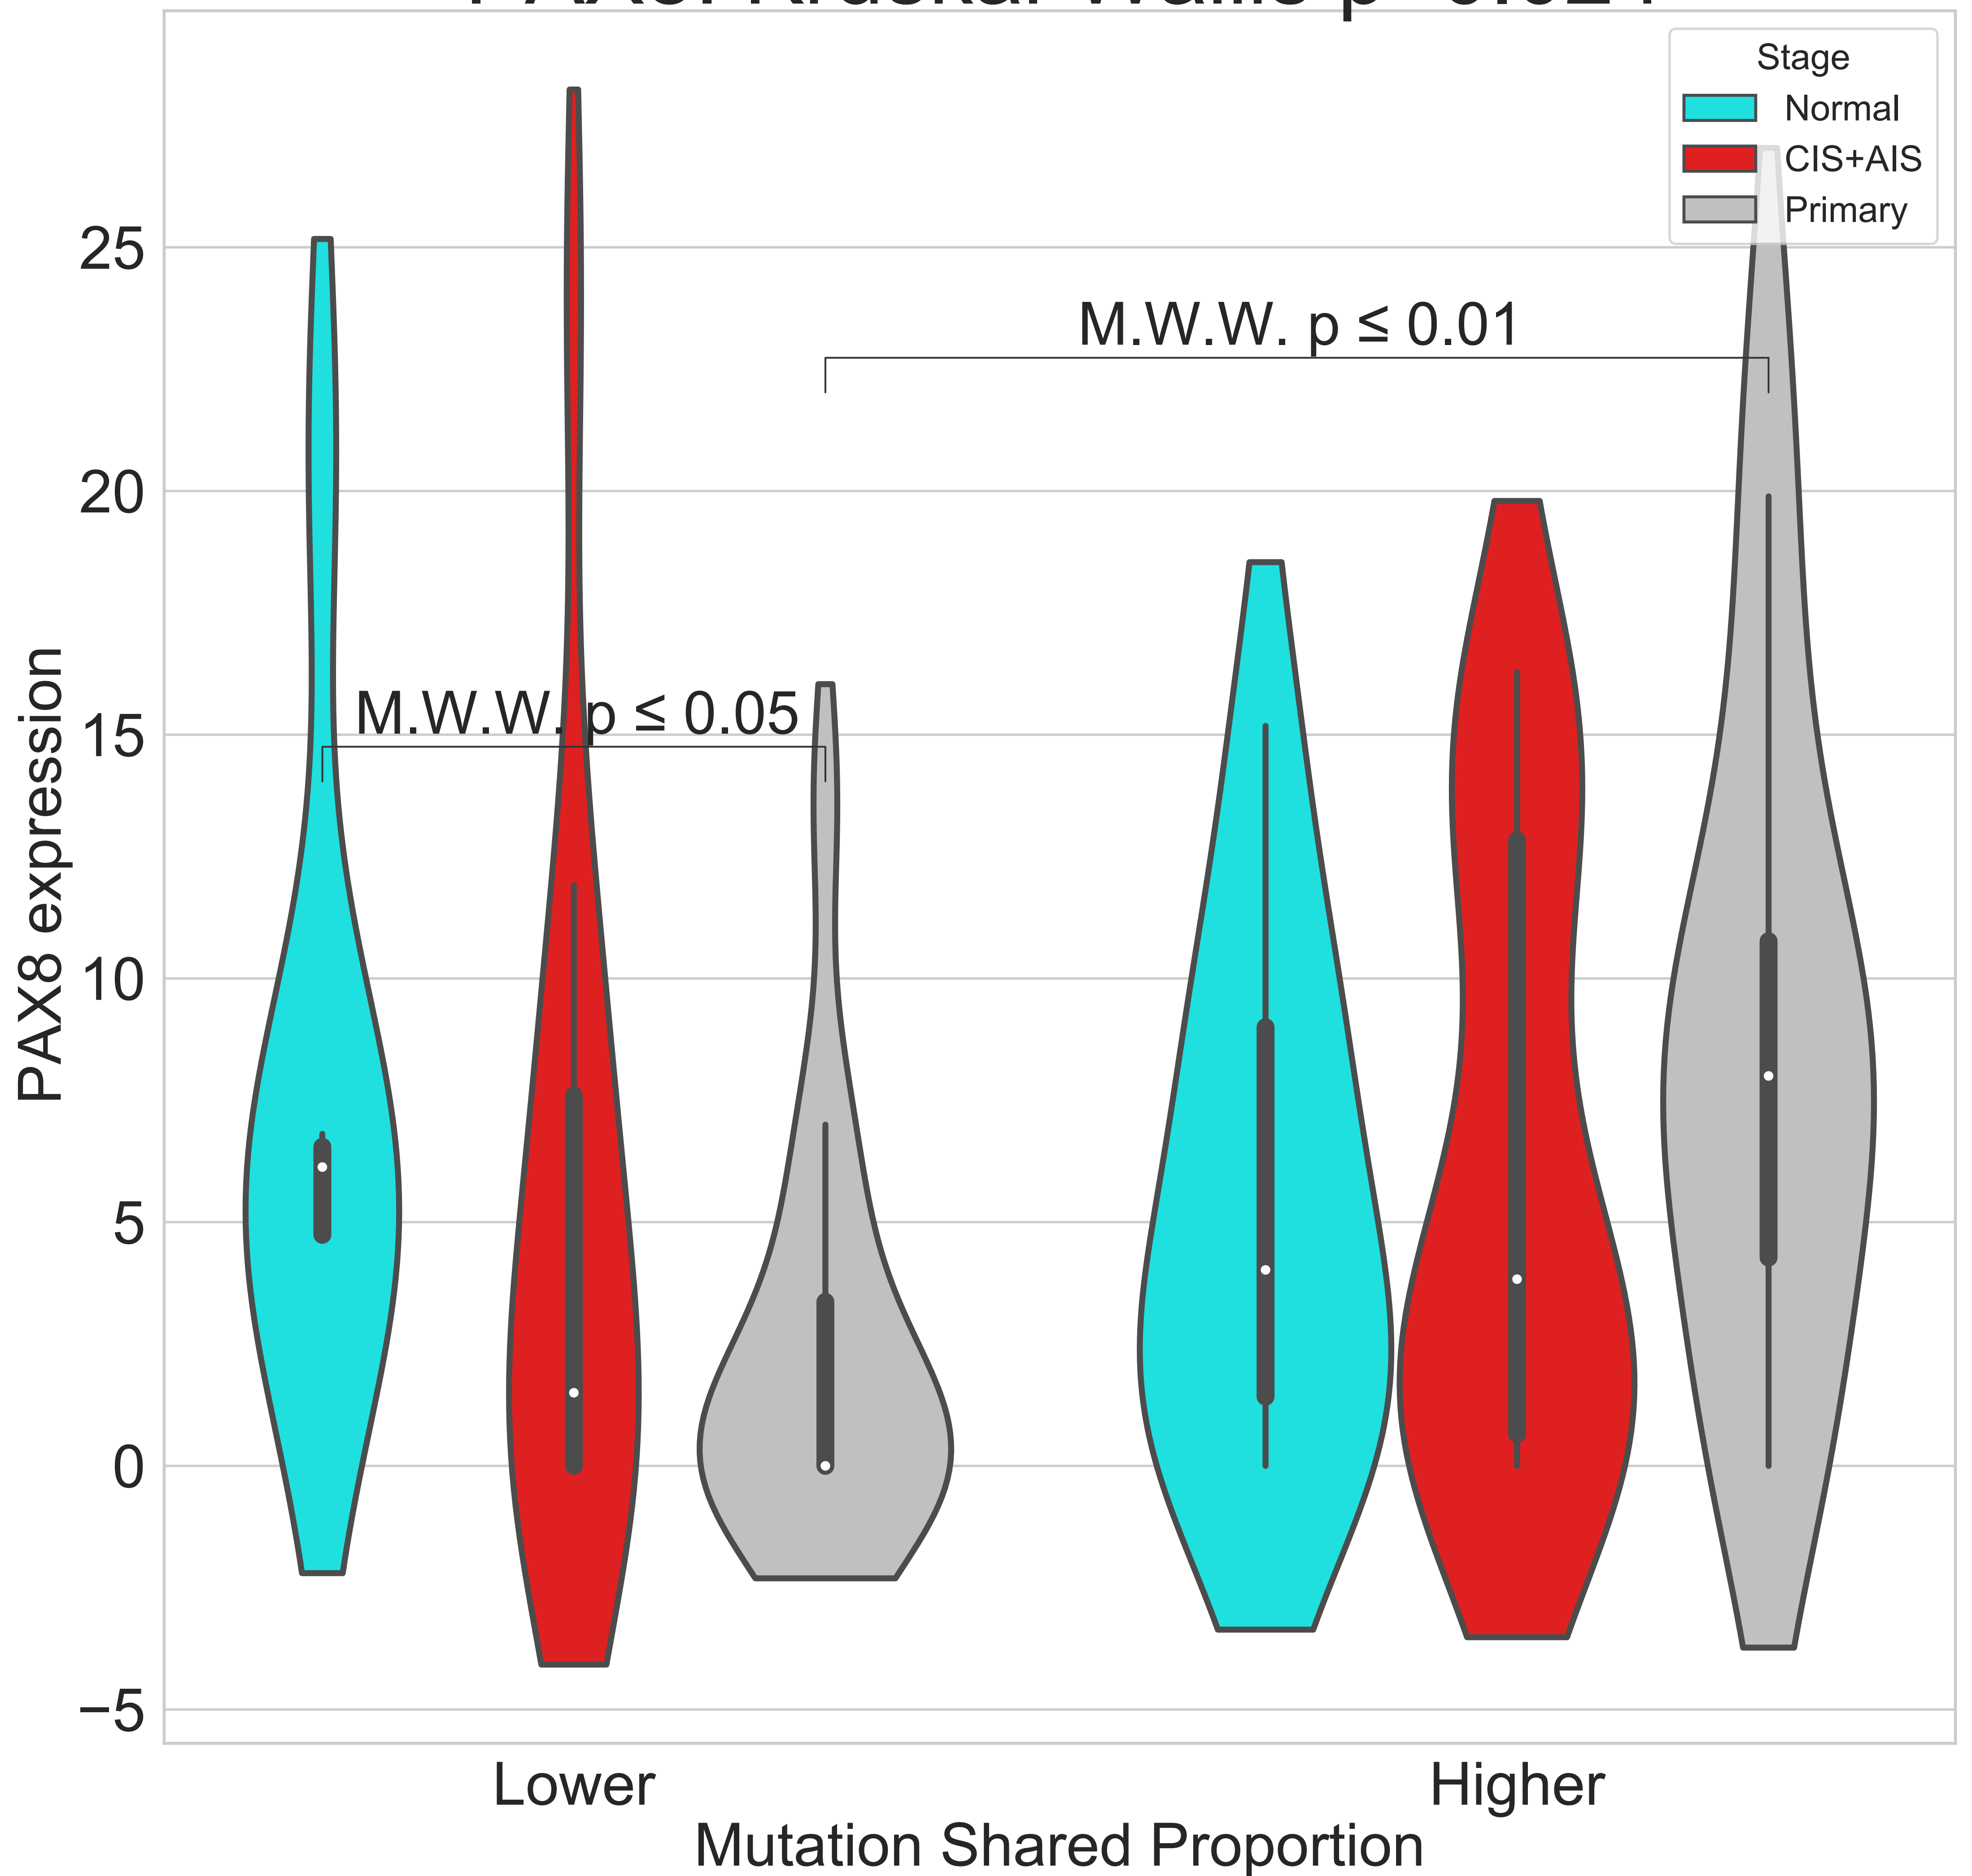 Stage
Normal
CIS+AIS
Primary
25
20
15
10
5
0
−5
M.W.W. p ≤ 0.01
M.W.W. p ≤ 0.05
PAX8 expression
Lower
Higher
Mutation Shared Proportion